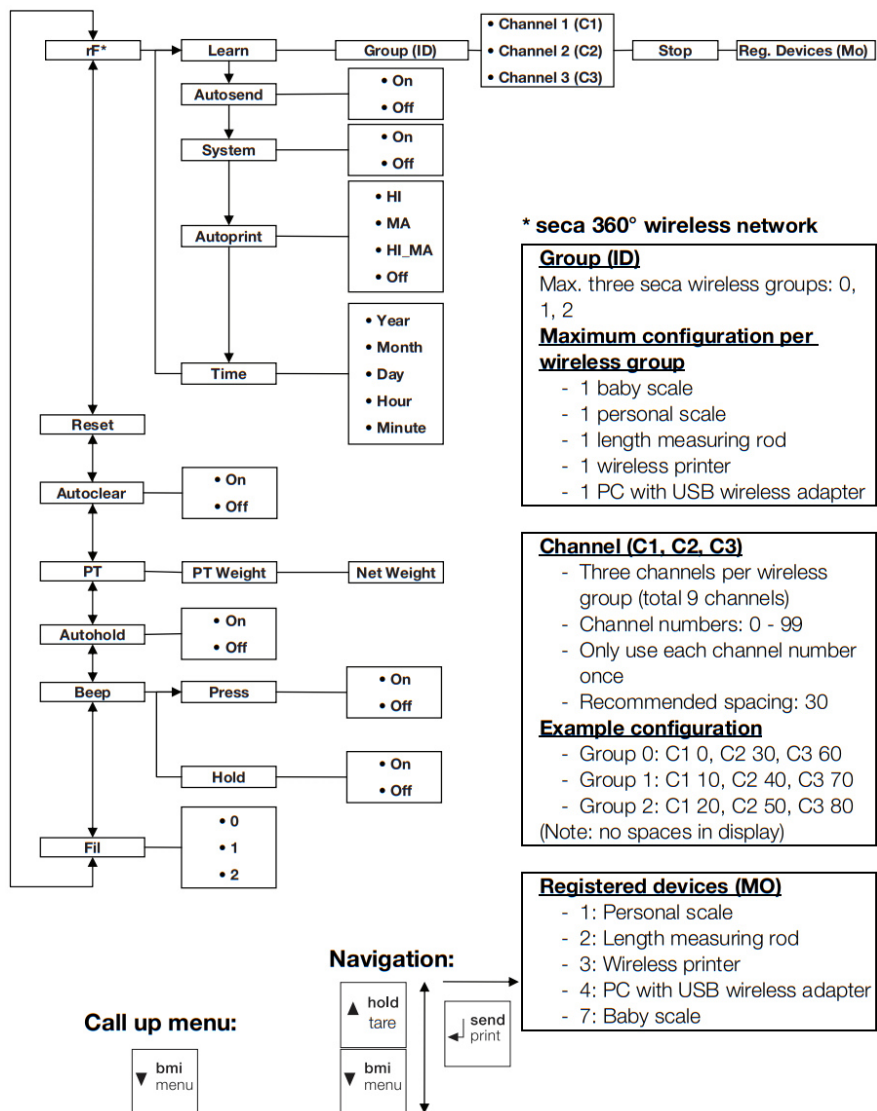 rF*
Learn
Group (ID)
• Channel 1 (C1)
• Channel 2 (C2)
• Channel 3 (C3)
Stop
Reg. Devices (Mo)
Autosend
• On
• Off
System
• On
• Off
Autoprint
• HI
• MA
• HI_MA
• Off
Time
• Year
• Month
• Day
• Hour
• Minute
Reset
Autoclear
• On
• Off
PT
PT Weight
Net Weight
Autohold
• On
• Off
Beep
Press
• On
• Off
Hold
• On
• Off
Fil
• 0
• 1
• 2
* seca 360° wireless network
Group (ID)
Max. three seca wireless groups: 0,
1, 2
Maximum configuration per
wireless group
- 1 baby scale
- 1 personal scale
- 1 length measuring rod
- 1 wireless printer
- 1 PC with USB wireless adapter
Channel (C1, C2, C3)
- Three channels per wireless
group (total 9 channels)
- Channel numbers: 0 - 99
- Only use each channel number
once
- Recommended spacing: 30
Example configuration
- Group 0: C1 0, C2 30, C3 60
- Group 1: C1 10, C2 40, C3 70
- Group 2: C1 20, C2 50, C3 80
(Note: no spaces in display)
Registered devices (MO)
- 1: Personal scale
- 2: Length measuring rod
- 3: Wireless printer
- 4: PC with USB wireless adapter
- 7: Baby scale
Call up menu:
bmi
menu
Navigation:
hold
tare
bmi
menu
send
print